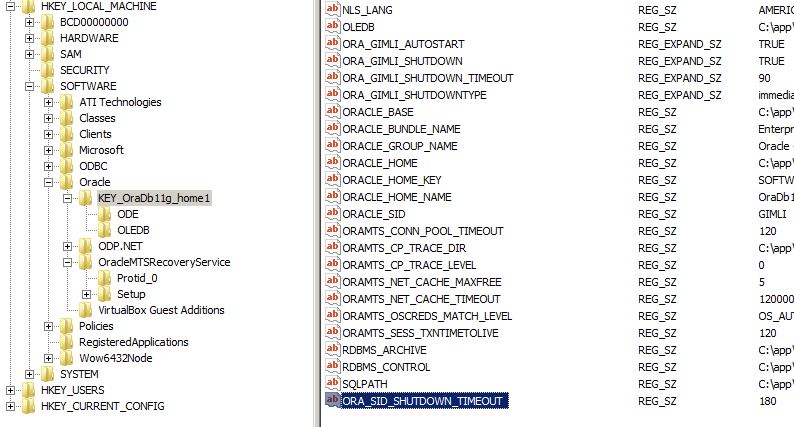 HKEY_LOCAL_MACHINE
BCD00000000
HARDWARE
SAM
SECURITY
SOFTWARE
ATI Technologies
Classes
Clients
Microsoft
ODBC
Oracle
KEY_OraDb11g_home1
ODE
OLEDB
ODP.NET
OracleMTSRecoveryService
Protid_0
Setup
VirtualBox Guest Additions
Policies
RegisteredApplications
Wow6432Node
SYSTEM
HKEY_USERS
HKEY_CURRENT_CONFIG
NLS_LANG REG_SZ AMERIC
OLEDB REG_SZ C:\app\
ORA_GIMLI_AUTOSTART REG_EXPAND_SZ TRUE
ORA_GIMLI_SHUTDOWN REG_EXPAND_SZ TRUE
ORA_GIMLI_SHUTDOWN_TIMEOUT REG_EXPAND_SZ 90
ORA_GIMLI_SHUTDOWNTYPE REG_EXPAND_SZ immedia
ORACLE_BASE REG_SZ C:\app\
ORACLE_BUNDLE_NAME REG_SZ Enterpr
ORACLE_GROUP_NAME REG_SZ Oracle -
ORACLE_HOME REG_SZ C:\app\
ORACLE_HOME_KEY REG_SZ SOFTW
ORACLE_HOME_NAME REG_SZ OraDb1
ORACLE_SID REG_SZ GIMLI
ORAMTS_CONN_POOL_TIMEOUT REG_SZ 120
ORAMTS_CP_TRACE_DIR REG_SZ C:\app\
ORAMTS_CP_TRACE_LEVEL REG_SZ 0
ORAMTS_NET_CACHE_MAXFREE REG_SZ 5
ORAMTS_NET_CACHE_TIMEOUT REG_SZ 120000
ORAMTS_OSCREDS_MATCH_LEVEL REG_SZ OS_AUT
ORAMTS_SESS_TXNTIMETOLIVE REG_SZ 120
RDBMS_ARCHIVE REG_SZ C:\app\
RDBMS_CONTROL REG_SZ C:\app\
SQLPATH REG_SZ C:\app\
ORA_SID_SHUTDOWN_TIMEOUT REG_SZ 180